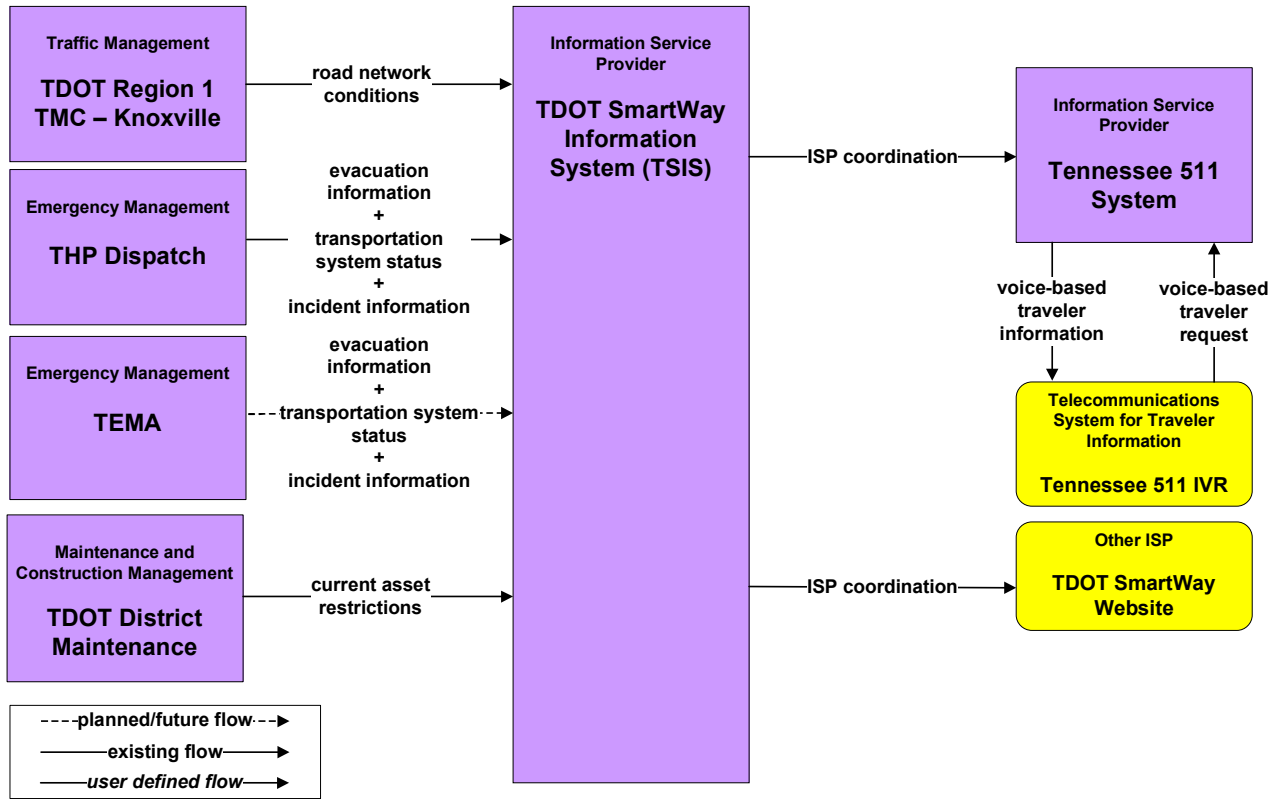 Traffic Management
TDOT Region 1
TMC – Knoxville
road network
conditions
Emergency Management
THP Dispatch
evacuation
information
+
transportation
system status
+
incident information
Emergency Management
TEMA
evacuation
information
+
transportation system
status
+
incident information
Maintenance and
Construction Management
TDOT District
Maintenance
current asset
restrictions
Information Service
Provider
TDOT SmartWay
Information
System (TSIS)
ISP coordination
Information Service
Provider
Tennessee 511
System
voice-based
traveler
information
voice-based
traveler
request
Telecommunications
System for Traveler
Information
Tennessee 511 IVR
ISP coordination
Other ISP
TDOT SmartWay
Website
planned/future flow
existing flow
user defined flow